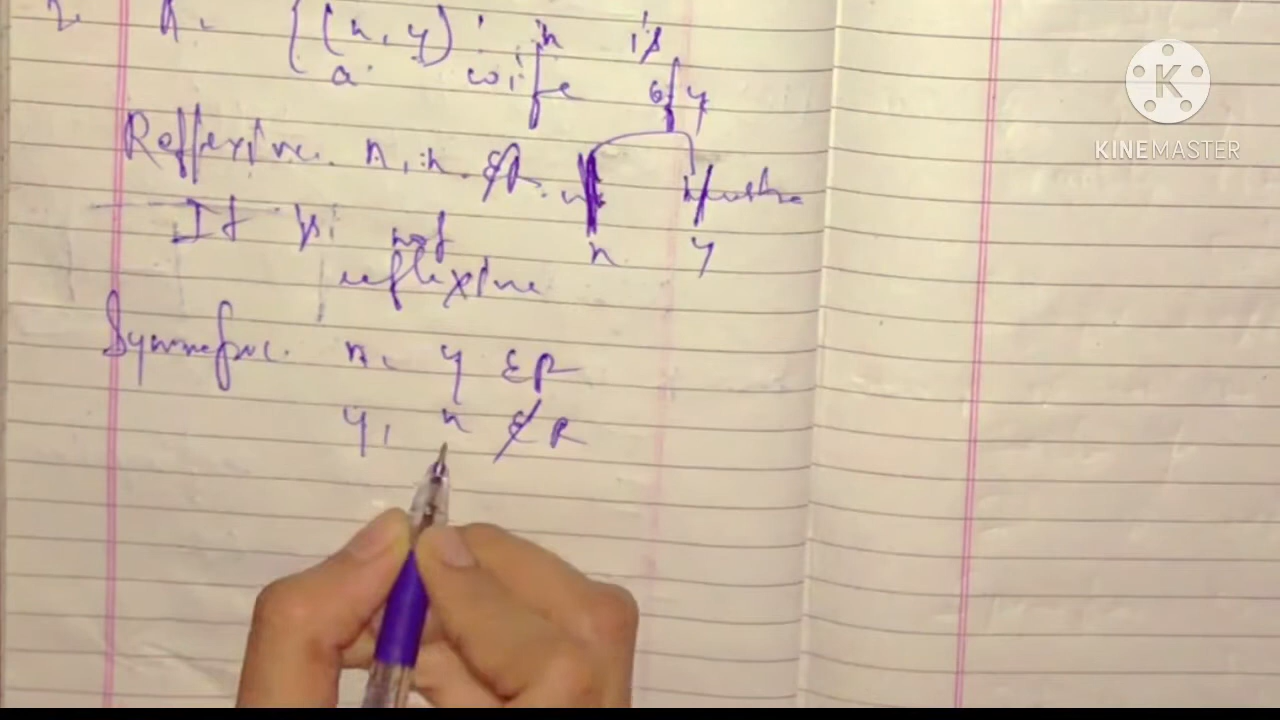 {(x, y) : x is
a wife of y
Reflexive. x, x ∉ R.
x y
It is not
reflexive
Symmetric. x, y ∈ R
y, x ∉ R
KINEMASTER